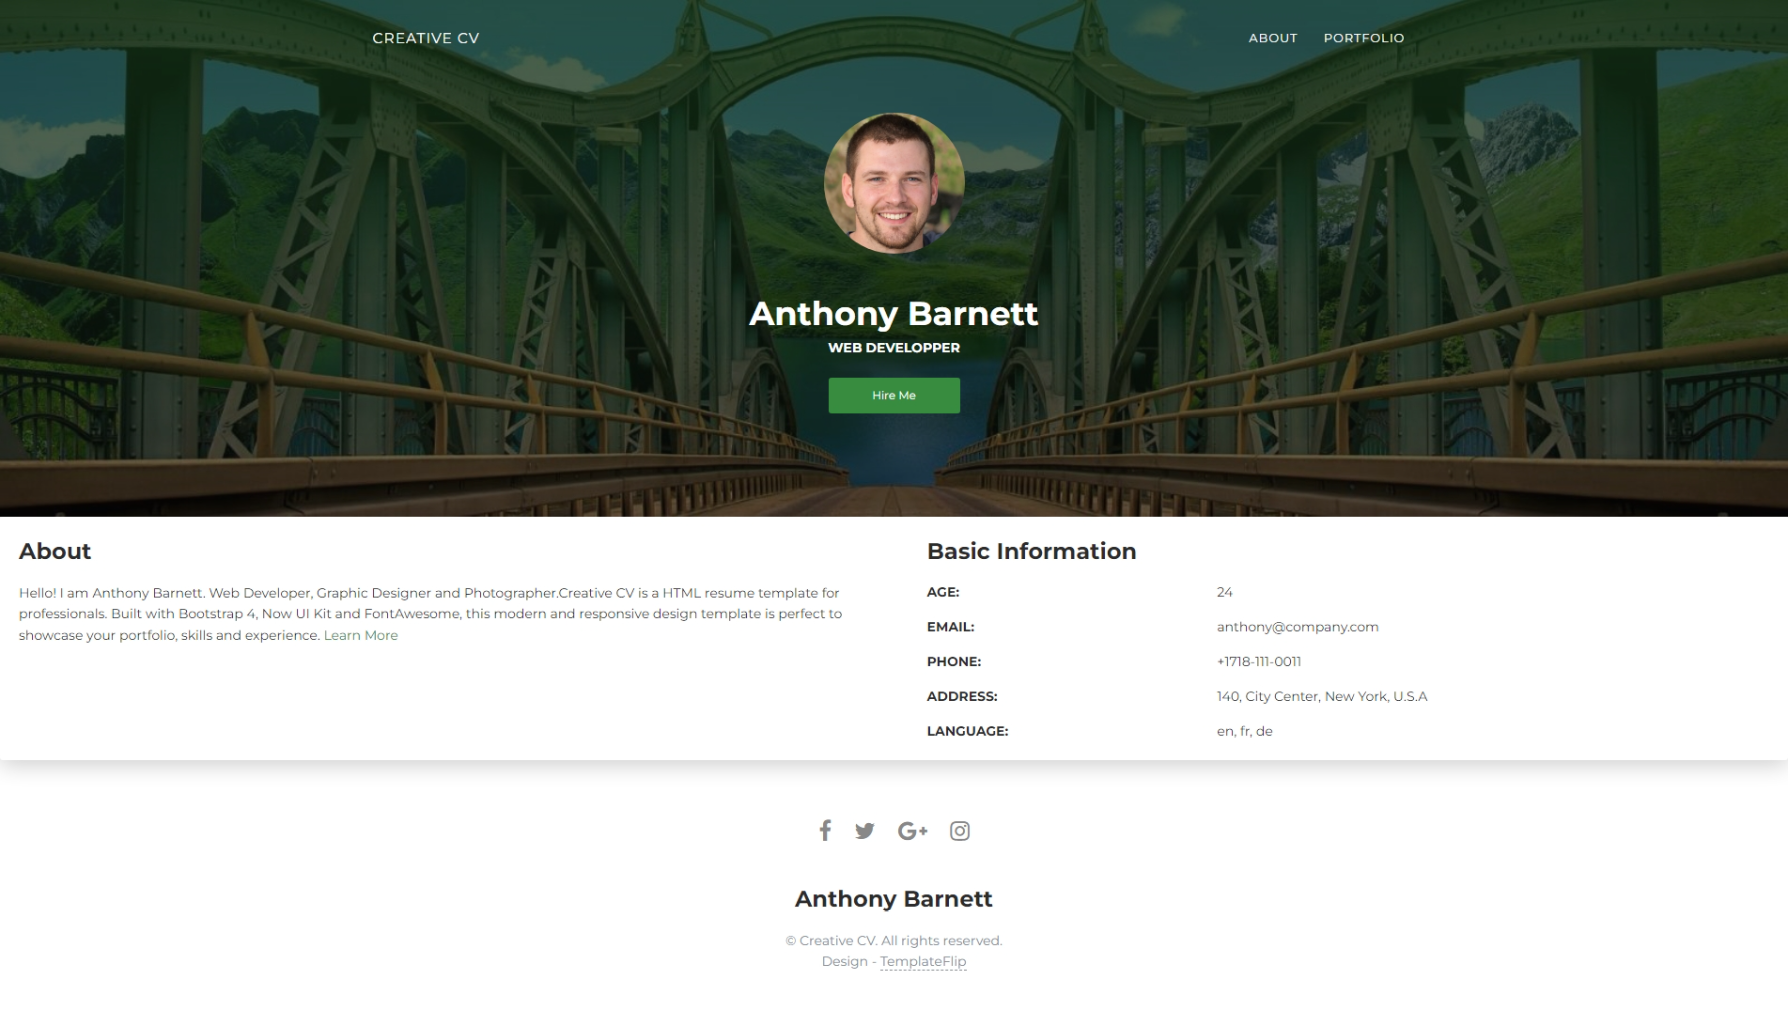 CREATIVE CV
ABOUT PORTFOLIO
Anthony Barnett
WEB DEVELOPPER
Hire Me
About
Hello! I am Anthony Barnett. Web Developer, Graphic Designer and Photographer.Creative CV is a HTML resume template for
professionals. Built with Bootstrap 4, Now UI Kit and FontAwesome, this modern and responsive design template is perfect to
showcase your portfolio, skills and experience. Learn More
Basic Information
AGE: 24
EMAIL: anthony@company.com
PHONE: +1718-111-0011
ADDRESS: 140, City Center, New York, U.S.A
LANGUAGE: en, fr, de
Anthony Barnett
© Creative CV. All rights reserved.
Design - TemplateFlip